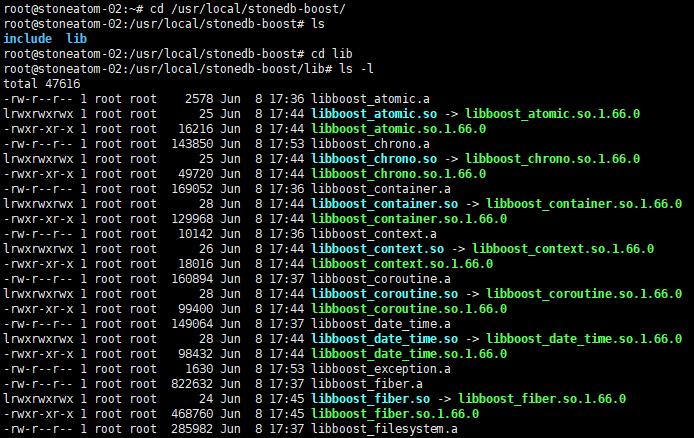 root@stoneatom-02:~# cd /usr/local/stonedb-boost/
root@stoneatom-02:/usr/local/stonedb-boost# ls
include  lib
root@stoneatom-02:/usr/local/stonedb-boost# cd lib
root@stoneatom-02:/usr/local/stonedb-boost/lib# ls -l
total 47616
-rw-r--r-- 1 root root    2578 Jun  8 17:36 libboost_atomic.a
lrwxrwxrwx 1 root root      25 Jun  8 17:44 libboost_atomic.so -> libboost_atomic.so.1.66.0
-rwxr-xr-x 1 root root   16216 Jun  8 17:44 libboost_atomic.so.1.66.0
-rw-r--r-- 1 root root  143850 Jun  8 17:53 libboost_chrono.a
lrwxrwxrwx 1 root root      25 Jun  8 17:44 libboost_chrono.so -> libboost_chrono.so.1.66.0
-rwxr-xr-x 1 root root   49720 Jun  8 17:44 libboost_chrono.so.1.66.0
-rw-r--r-- 1 root root  169052 Jun  8 17:36 libboost_container.a
lrwxrwxrwx 1 root root      28 Jun  8 17:44 libboost_container.so -> libboost_container.so.1.66.0
-rwxr-xr-x 1 root root  129968 Jun  8 17:44 libboost_container.so.1.66.0
-rw-r--r-- 1 root root   10142 Jun  8 17:36 libboost_context.a
lrwxrwxrwx 1 root root      26 Jun  8 17:44 libboost_context.so -> libboost_context.so.1.66.0
-rwxr-xr-x 1 root root   18016 Jun  8 17:44 libboost_context.so.1.66.0
-rw-r--r-- 1 root root  160894 Jun  8 17:37 libboost_coroutine.a
lrwxrwxrwx 1 root root      28 Jun  8 17:44 libboost_coroutine.so -> libboost_coroutine.so.1.66.0
-rwxr-xr-x 1 root root   99400 Jun  8 17:44 libboost_coroutine.so.1.66.0
-rw-r--r-- 1 root root  149064 Jun  8 17:37 libboost_date_time.a
lrwxrwxrwx 1 root root      28 Jun  8 17:44 libboost_date_time.so -> libboost_date_time.so.1.66.0
-rwxr-xr-x 1 root root   98432 Jun  8 17:44 libboost_date_time.so.1.66.0
-rw-r--r-- 1 root root    1630 Jun  8 17:53 libboost_exception.a
-rw-r--r-- 1 root root  822632 Jun  8 17:37 libboost_fiber.a
lrwxrwxrwx 1 root root      24 Jun  8 17:45 libboost_fiber.so -> libboost_fiber.so.1.66.0
-rwxr-xr-x 1 root root  468760 Jun  8 17:45 libboost_fiber.so.1.66.0
-rw-r--r-- 1 root root  285982 Jun  8 17:37 libboost_filesystem.a